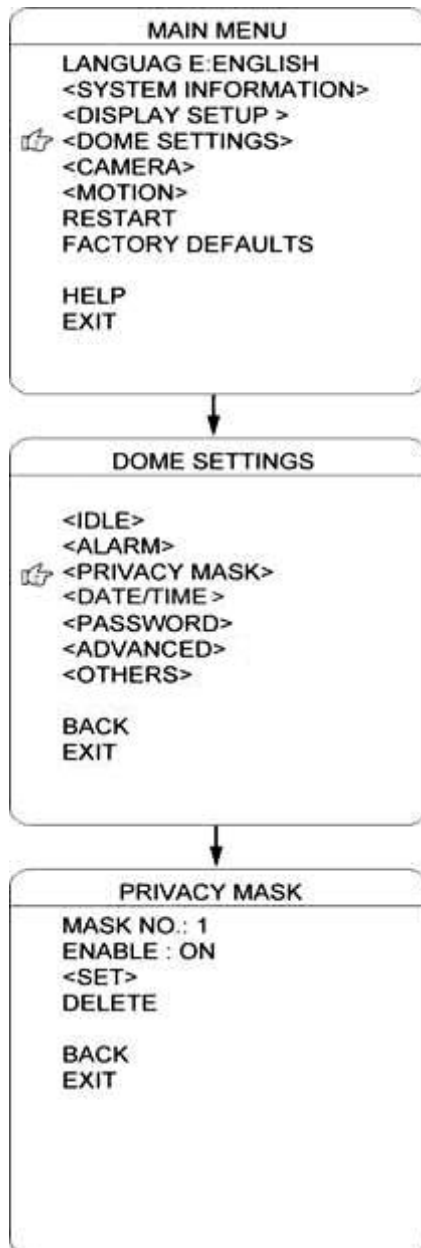 MAIN MENU
LANGUAG E:ENGLISH
<SYSTEM INFORMATION>
<DISPLAY SETUP >
<DOME SETTINGS>
<CAMERA>
<MOTION>
RESTART
FACTORY DEFAULTS
HELP
EXIT
DOME SETTINGS
<IDLE>
<ALARM>
<PRIVACY MASK>
<DATE/TIME >
<PASSWORD>
<ADVANCED>
<OTHERS>
BACK
EXIT
PRIVACY MASK
MASK NO.: 1
ENABLE : ON
<SET>
DELETE
BACK
EXIT